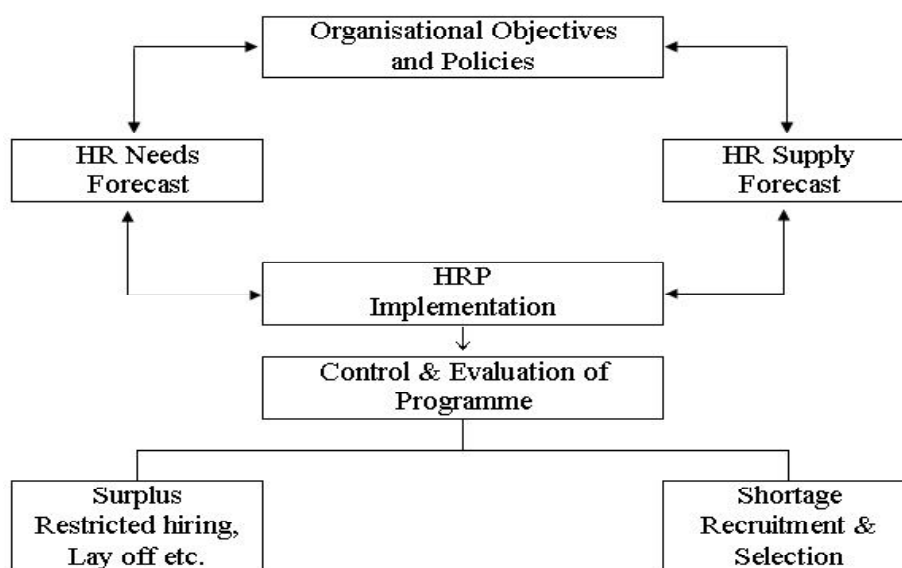 Organisational Objectives
and Policies
HR Needs
Forecast
HR Supply
Forecast
HRP
Implementation
Control & Evaluation of
Programme
Surplus
Restricted hiring,
Lay off etc.
Shortage
Recruitment &
Selection